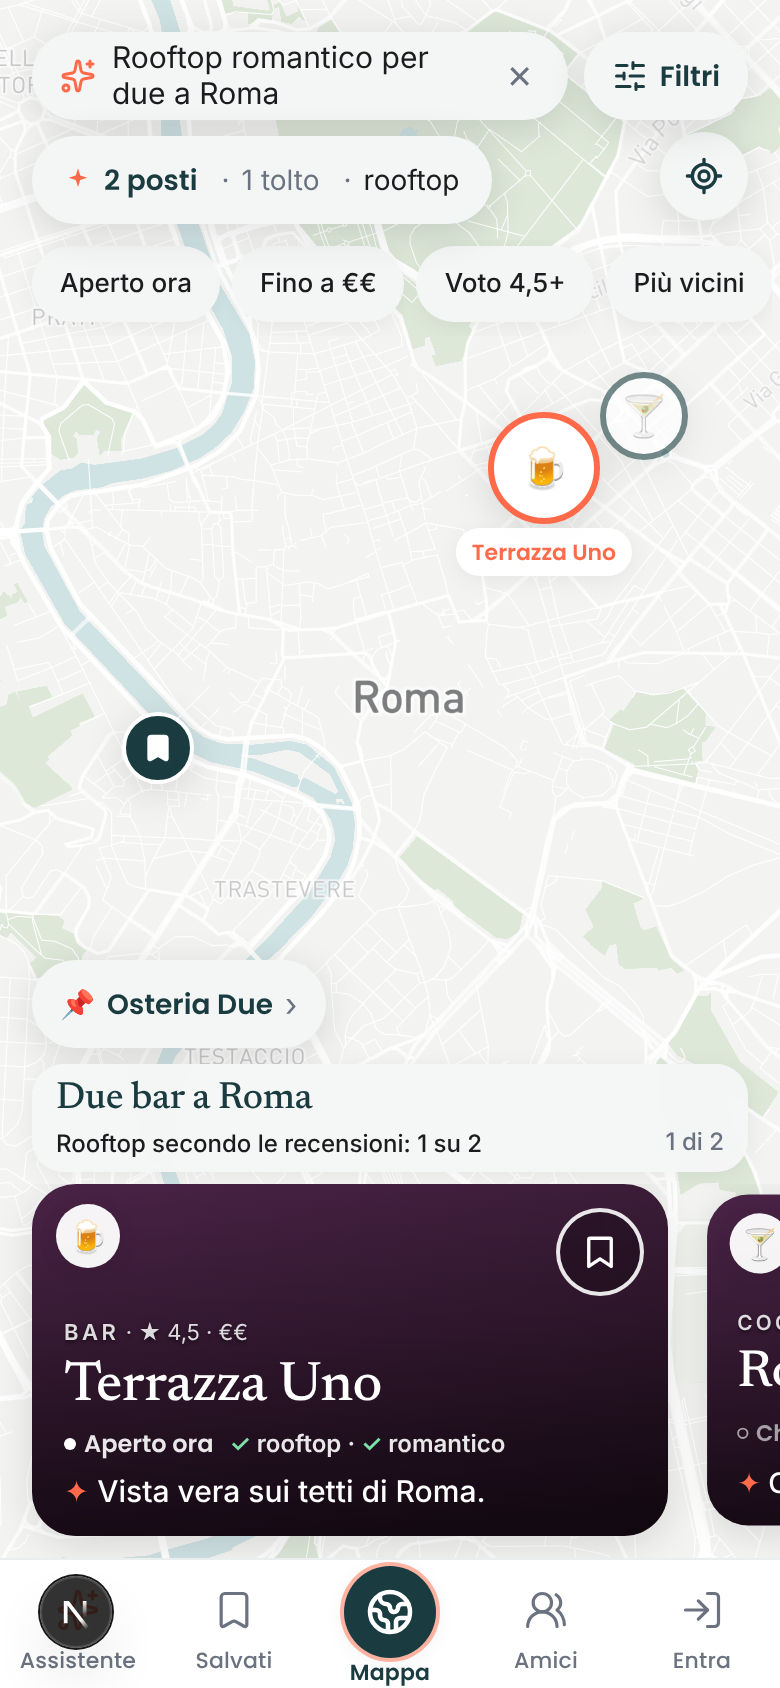 Rooftop romantico per
due a Roma
Filtri
2 posti · 1 tolto · rooftop
Via Po
Aperto ora
Fino a €€
Voto 4,5+
Più vicini
Terrazza Uno
Roma
TRASTEVERE
📌 Osteria Due ›
TESTACCIO
Due bar a Roma
Rooftop secondo le recensioni: 1 su 2
1 di 2
BAR · ★ 4,5 · €€
Terrazza Uno
Aperto ora ✓ rooftop · ✓ romantico
Vista vera sui tetti di Roma.
N
Assistente
Salvati
Mappa
Amici
Entra